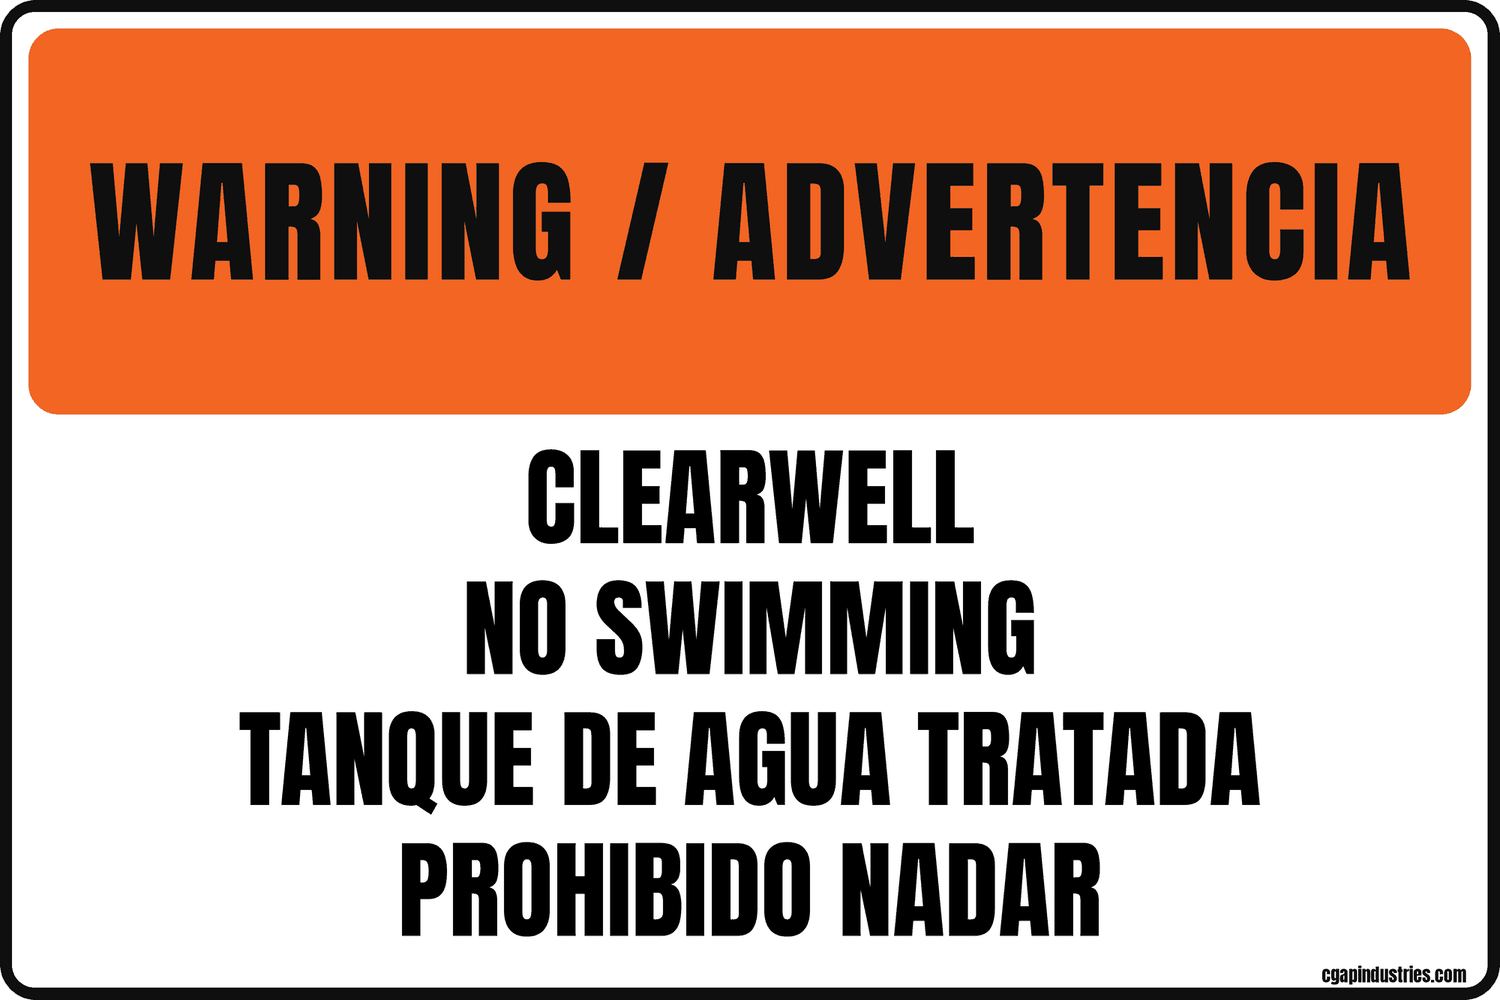 WARNING / ADVERTENCIA
CLEARWELL
NO SWIMMING
TANQUE DE AGUA TRATADA
PROHIBIDO NADAR
cgapindustries.com